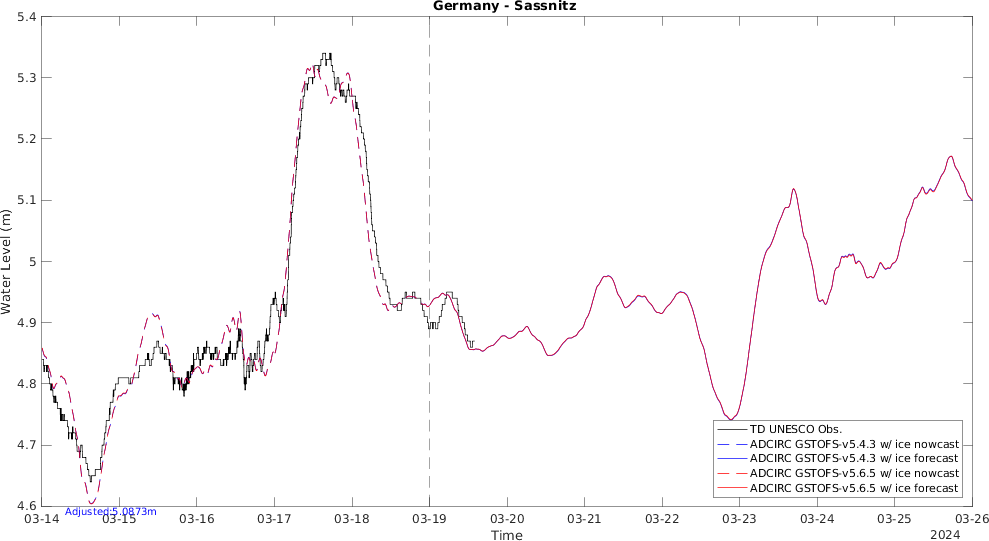 Germany - Sassnitz
5.4
5.3
5.2
5.1
5
4.9
4.8
4.7
4.6
Water Level (m)
TD UNESCO Obs.
ADCIRC GSTOFS-v5.4.3 w/ ice nowcast
ADCIRC GSTOFS-v5.4.3 w/ ice forecast
ADCIRC GSTOFS-v5.6.5 w/ ice nowcast
ADCIRC GSTOFS-v5.6.5 w/ ice forecast
Adjusted:5.0873m
03-14 03-15 03-16 03-17 03-18 03-19 03-20 03-21 03-22 03-23 03-24 03-25 03-26
Time
2024